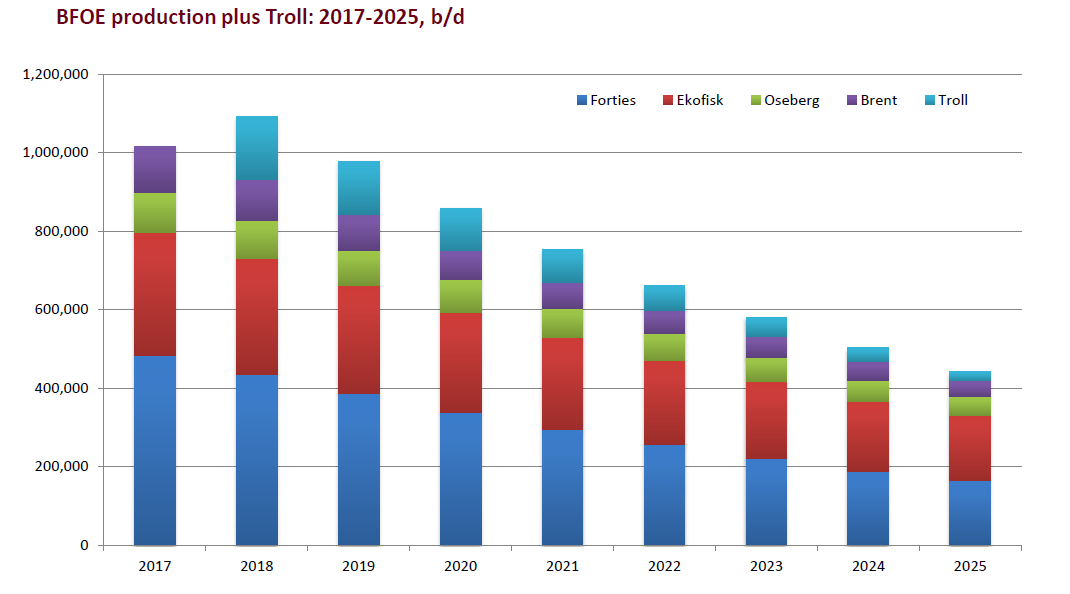 BFOE production plus Troll: 2017-2025, b/d
1,200,000
Forties Ekofisk Oseberg Brent Troll
1,000,000
800,000
600,000
400,000
200,000
0
2017 2018 2019 2020 2021 2022 2023 2024 2025